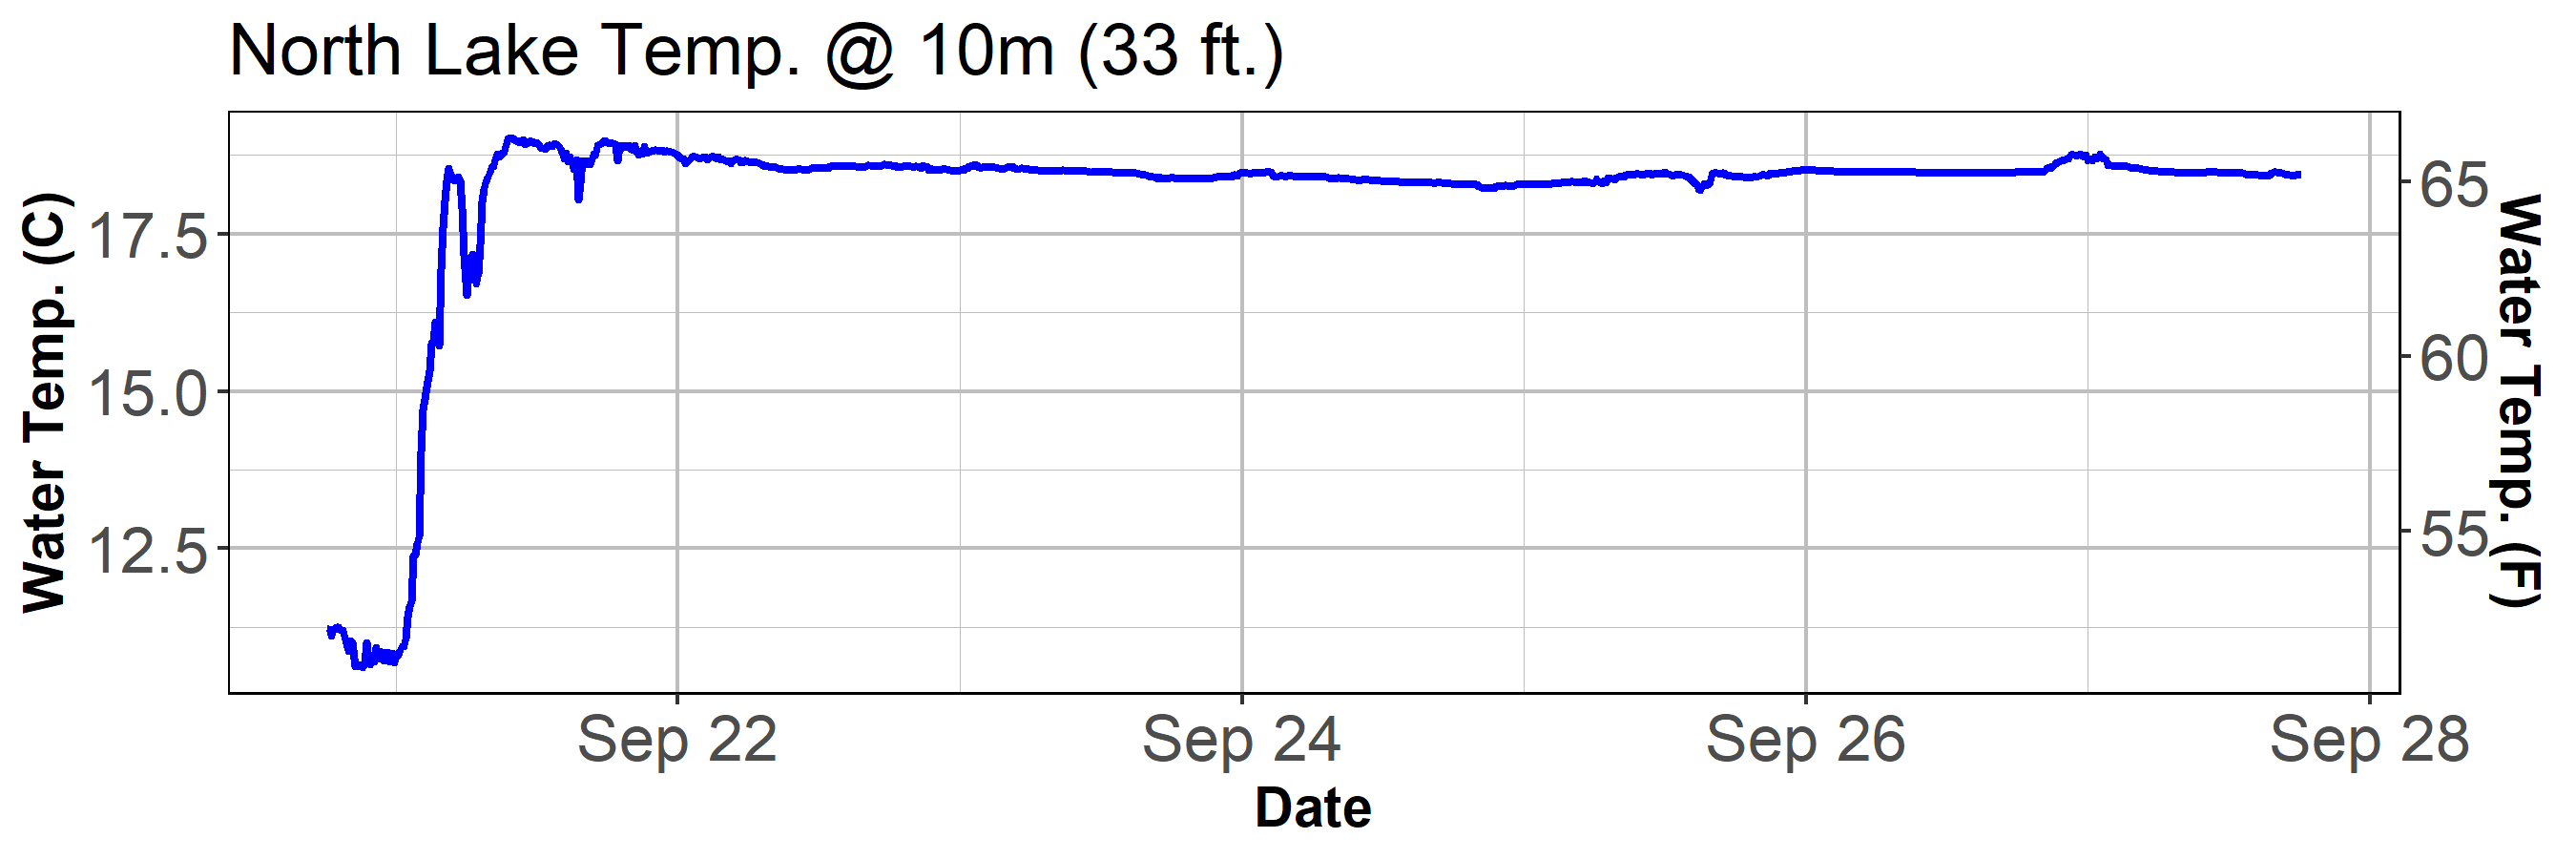 North Lake Temp. @ 10m (33 ft.)
Water Temp. (C)
17.5
15.0
12.5
65
60
55
Water Temp. (F)
Sep 22
Sep 24
Sep 26
Sep 28
Date